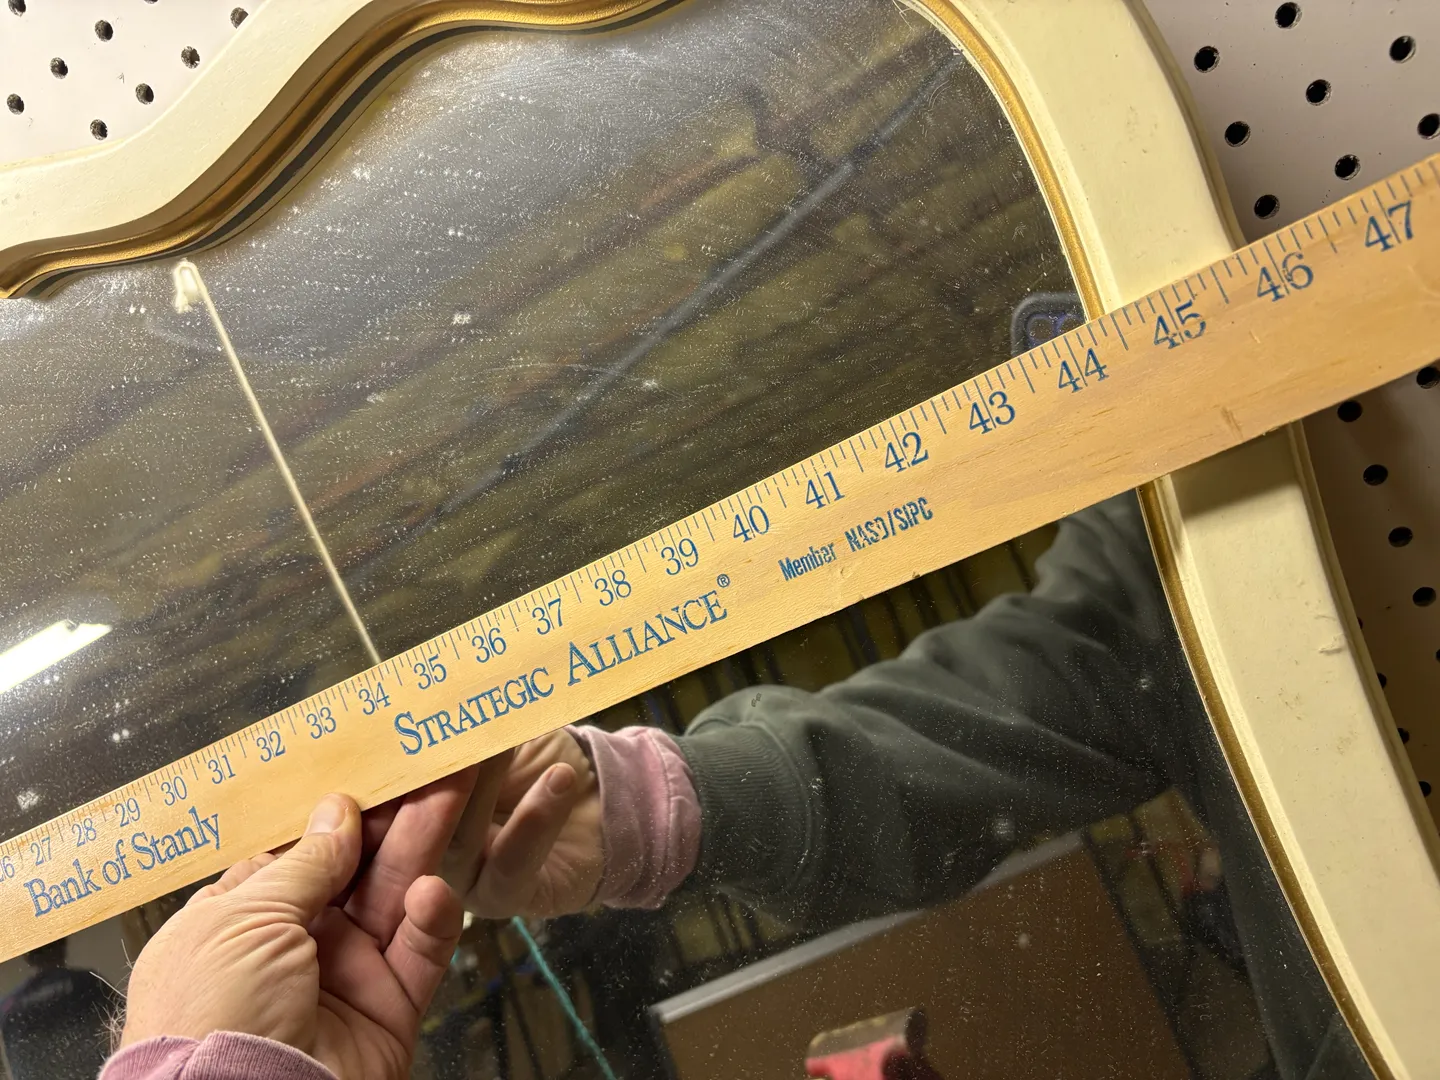 26 27 28 29 30 31 32 33 34 35 36 37 38 39 40 41 42 43 44 45 46 47
Bank of Stanly
STRATEGIC ALLIANCE®
Member NASD/SIPC